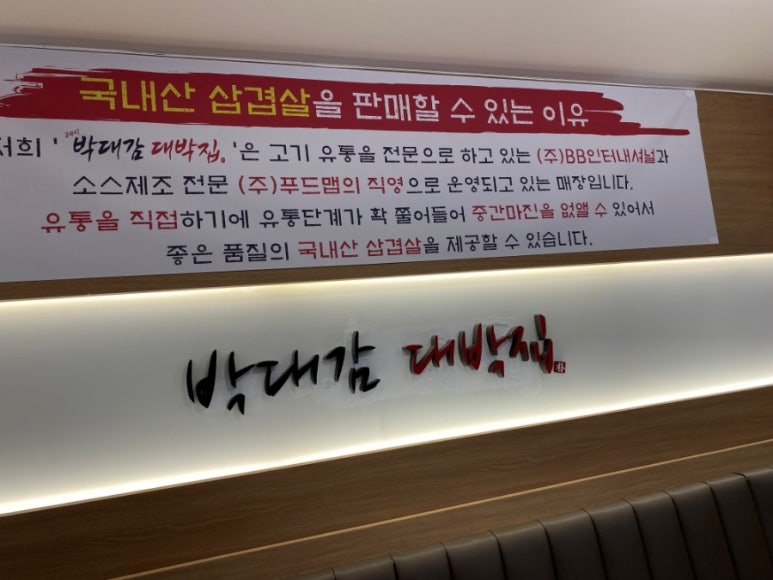 국내산 삼겹살을 판매할 수 있는 이유
저희 ' 24시 박대감 대박집. '은 고기 유통을 전문으로 하고 있는 (주)BB인터내셔널과
소스제조 전문 (주)푸드맵의 직영으로 운영되고 있는 매장입니다.
유통을 직접하기에 유통단계가 확 쭐어들어 중간마진을 없앨 수 있어서
좋은 품질의 국내산 삼겹살을 제공할 수 있습니다.
박대감 대박집.